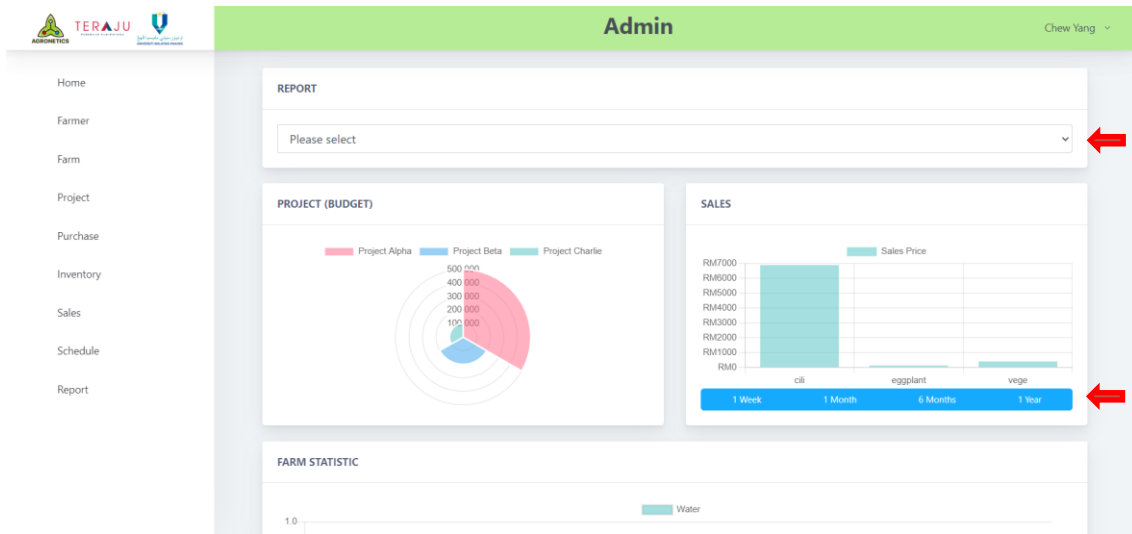 AGRONETICS
TERAJU
UNIVERSITI MALAYSIA PAHANG
Admin
Chew Yang
Home
Farmer
Farm
Project
Purchase
Inventory
Sales
Schedule
Report
REPORT
Please select
PROJECT (BUDGET)
Project Alpha Project Beta Project Charlie
500 000
400 000
300 000
200 000
100 000
SALES
Sales Price
RM7000
RM6000
RM5000
RM4000
RM3000
RM2000
RM1000
RM0
cili eggplant vege
1 Week 1 Month 6 Months 1 Year
FARM STATISTIC
Water
1.0